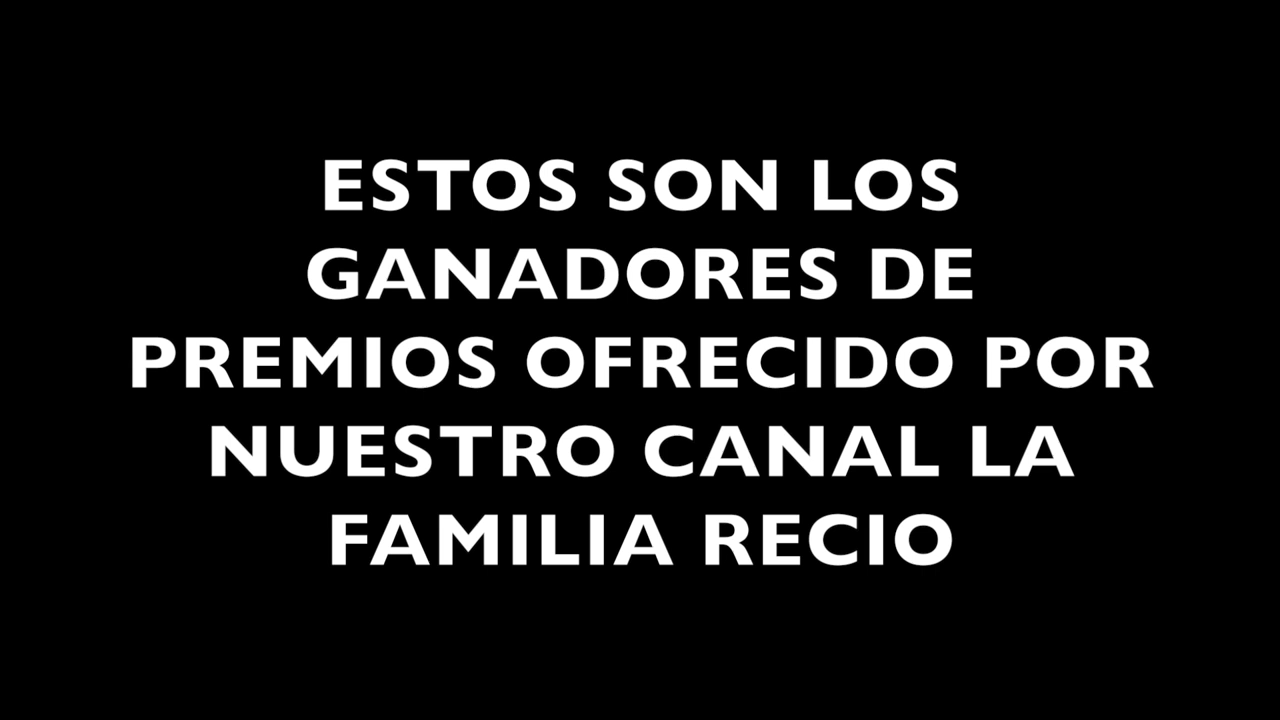 ESTOS SON LOS
GANADORES DE
PREMIOS OFRECIDO POR
NUESTRO CANAL LA
FAMILIA RECIO